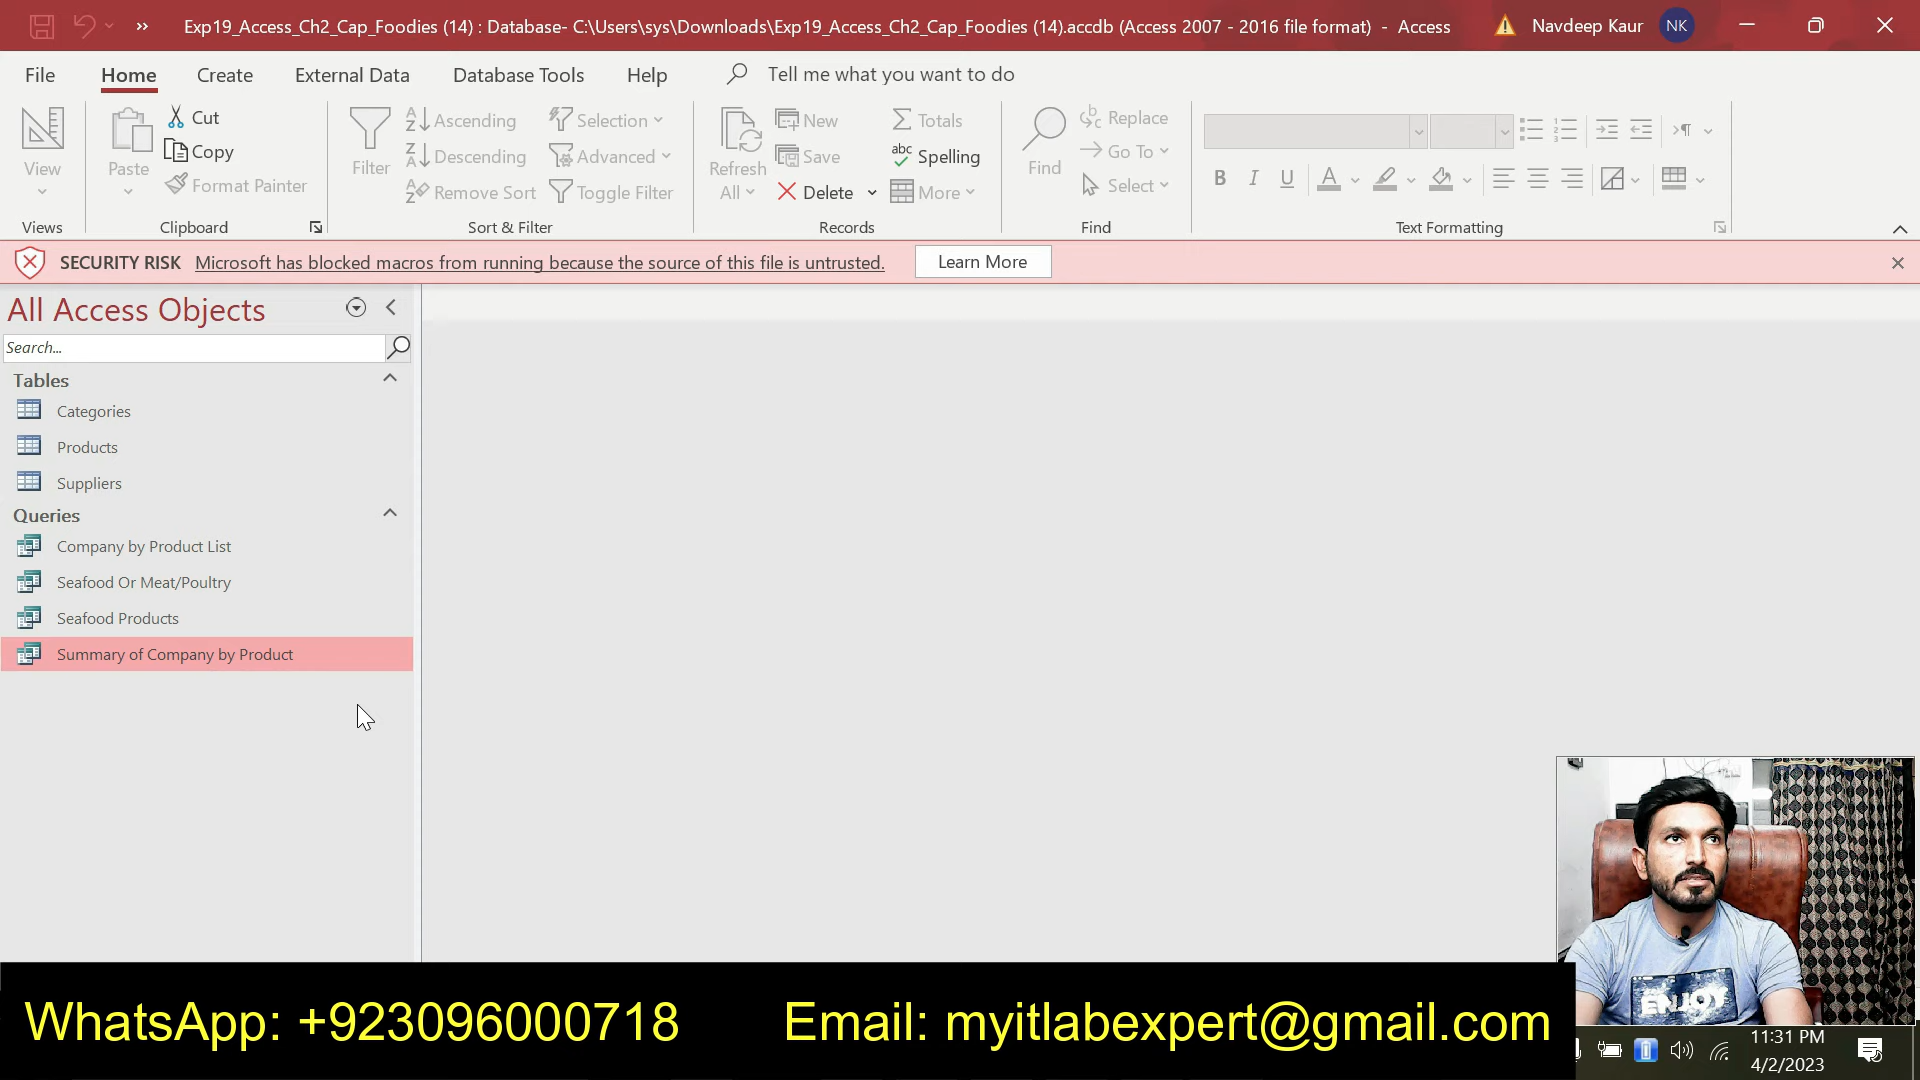 Exp19_Access_Ch2_Cap_Foodies (14) : Database- C:\Users\sys\Downloads\Exp19_Access_Ch2_Cap_Foodies (14).accdb (Access 2007 - 2016 file format) - Access
Navdeep Kaur NK
File Home Create External Data Database Tools Help Tell me what you want to do
View
Views
Paste
Cut
Copy
Format Painter
Clipboard
Filter
Ascending
Descending
Remove Sort
Selection
Advanced
Toggle Filter
Sort & Filter
Refresh
All
New
Save
Delete
Totals
Spelling
More
Records
Find
Replace
Go To
Select
Find
B I U A
Text Formatting
SECURITY RISK Microsoft has blocked macros from running because the source of this file is untrusted. Learn More
All Access Objects
Search...
Tables
Categories
Products
Suppliers
Queries
Company by Product List
Seafood Or Meat/Poultry
Seafood Products
Summary of Company by Product
ENJOY
WhatsApp: +923096000718 Email: myitlabexpert@gmail.com
11:31 PM
4/2/2023